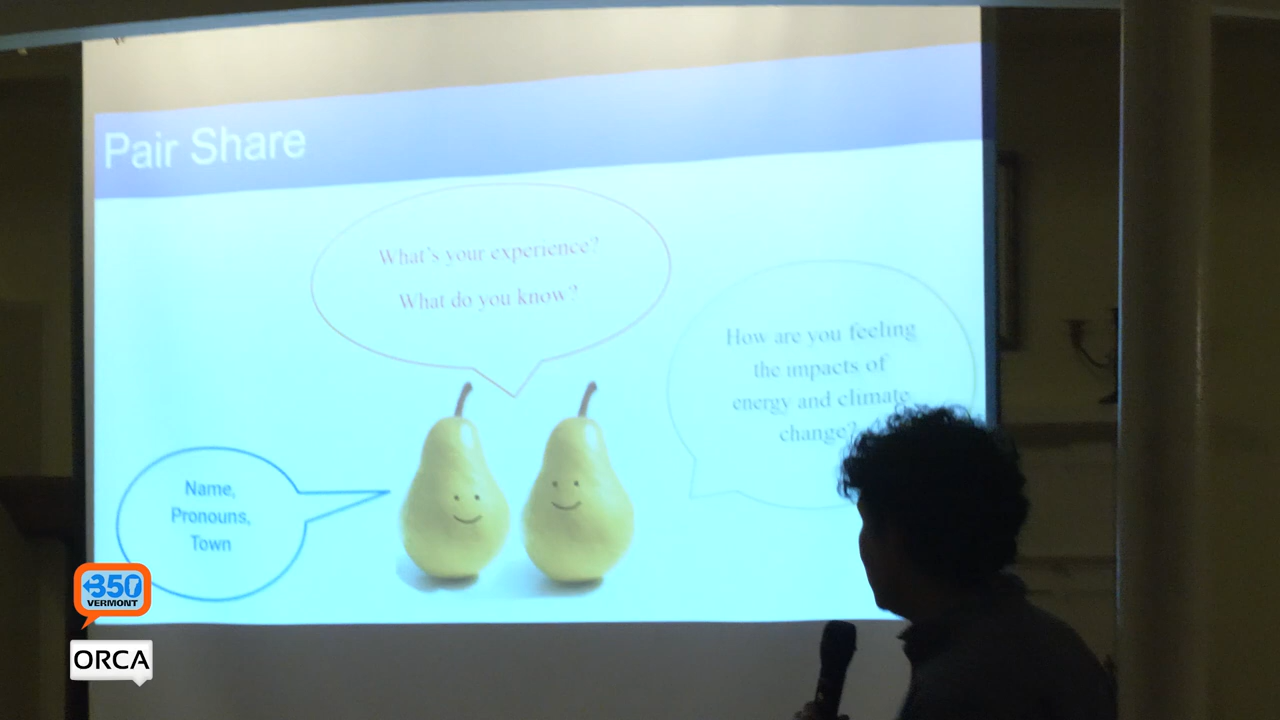 Pair Share
What's your experience?
What do you know?
How are you feeling
the impacts of
energy and climate
change?
Name,
Pronouns,
Town
350
VERMONT
ORCA